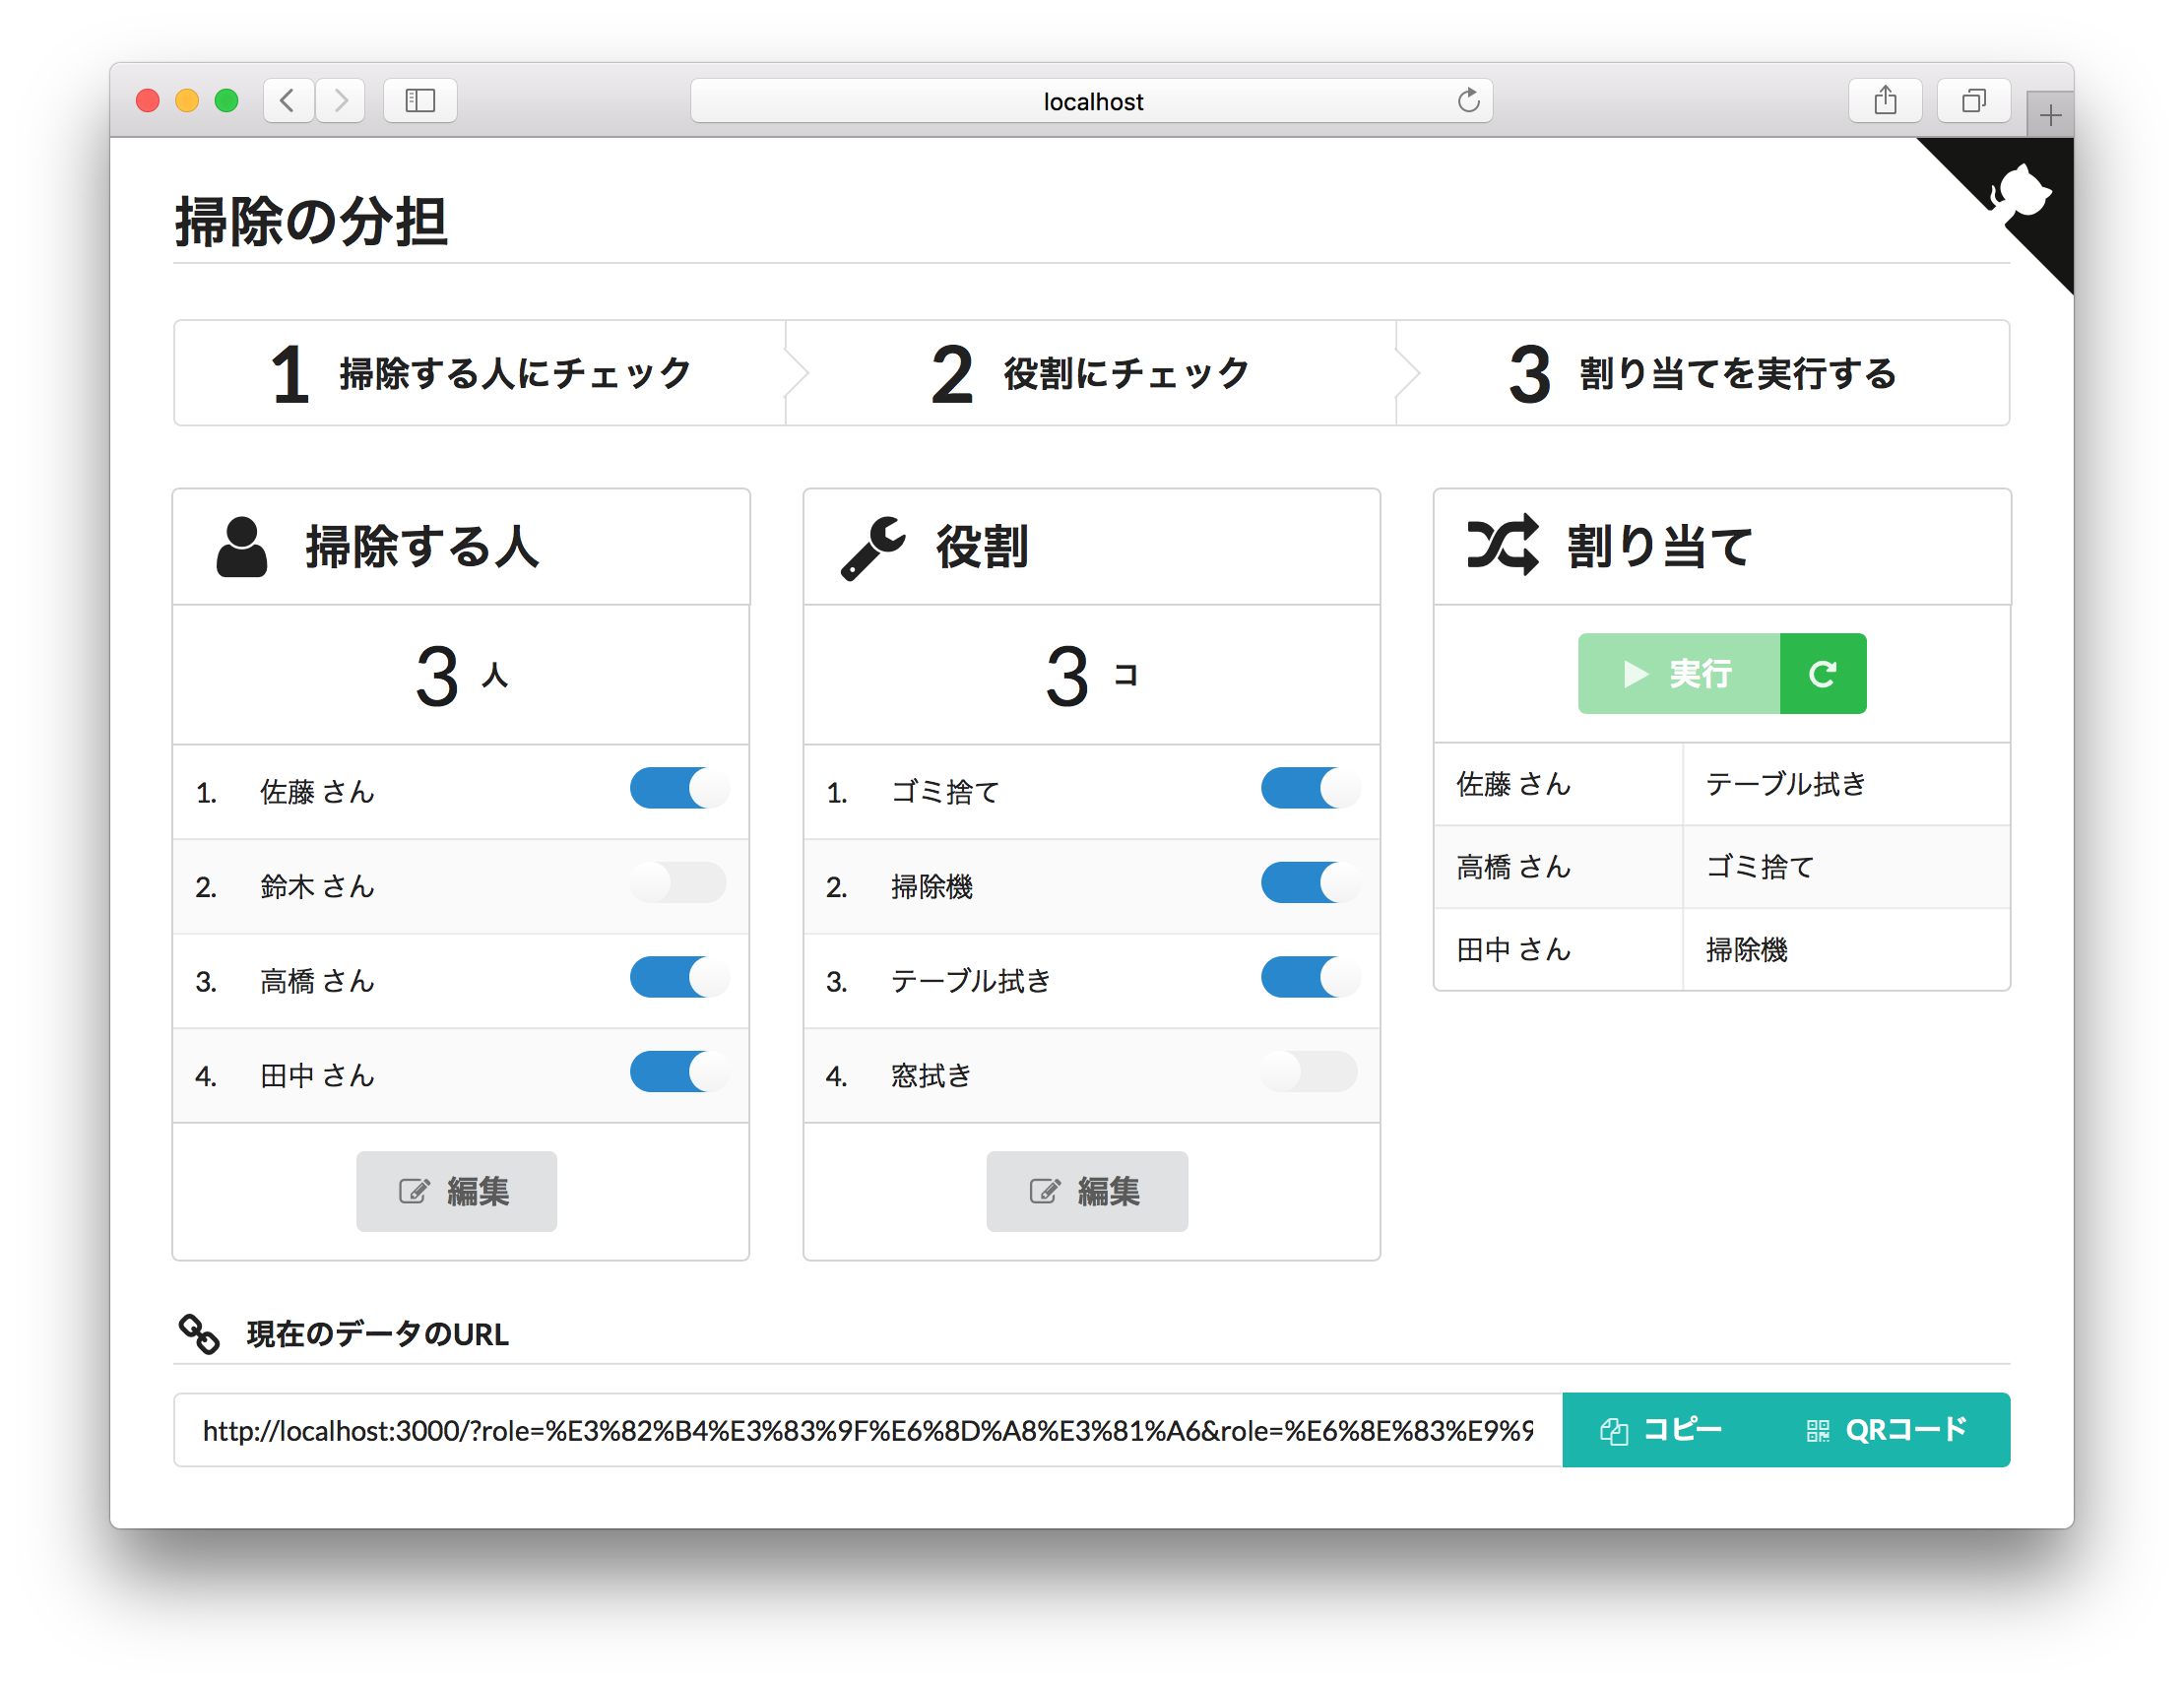 localhost
掃除の分担
1 掃除する人にチェック
2 役割にチェック
3 割り当てを実行する
掃除する人
3 人
1. 佐藤 さん
2. 鈴木 さん
3. 高橋 さん
4. 田中 さん
編集
役割
3 コ
1. ゴミ捨て
2. 掃除機
3. テーブル拭き
4. 窓拭き
編集
割り当て
実行
佐藤 さん テーブル拭き
高橋 さん ゴミ捨て
田中 さん 掃除機
現在のデータのURL
http://localhost:3000/?role=%E3%82%B4%E3%83%9F%E6%8D%A8%E3%81%A6&role=%E6%8E%83%E9%9
コピー
QRコード